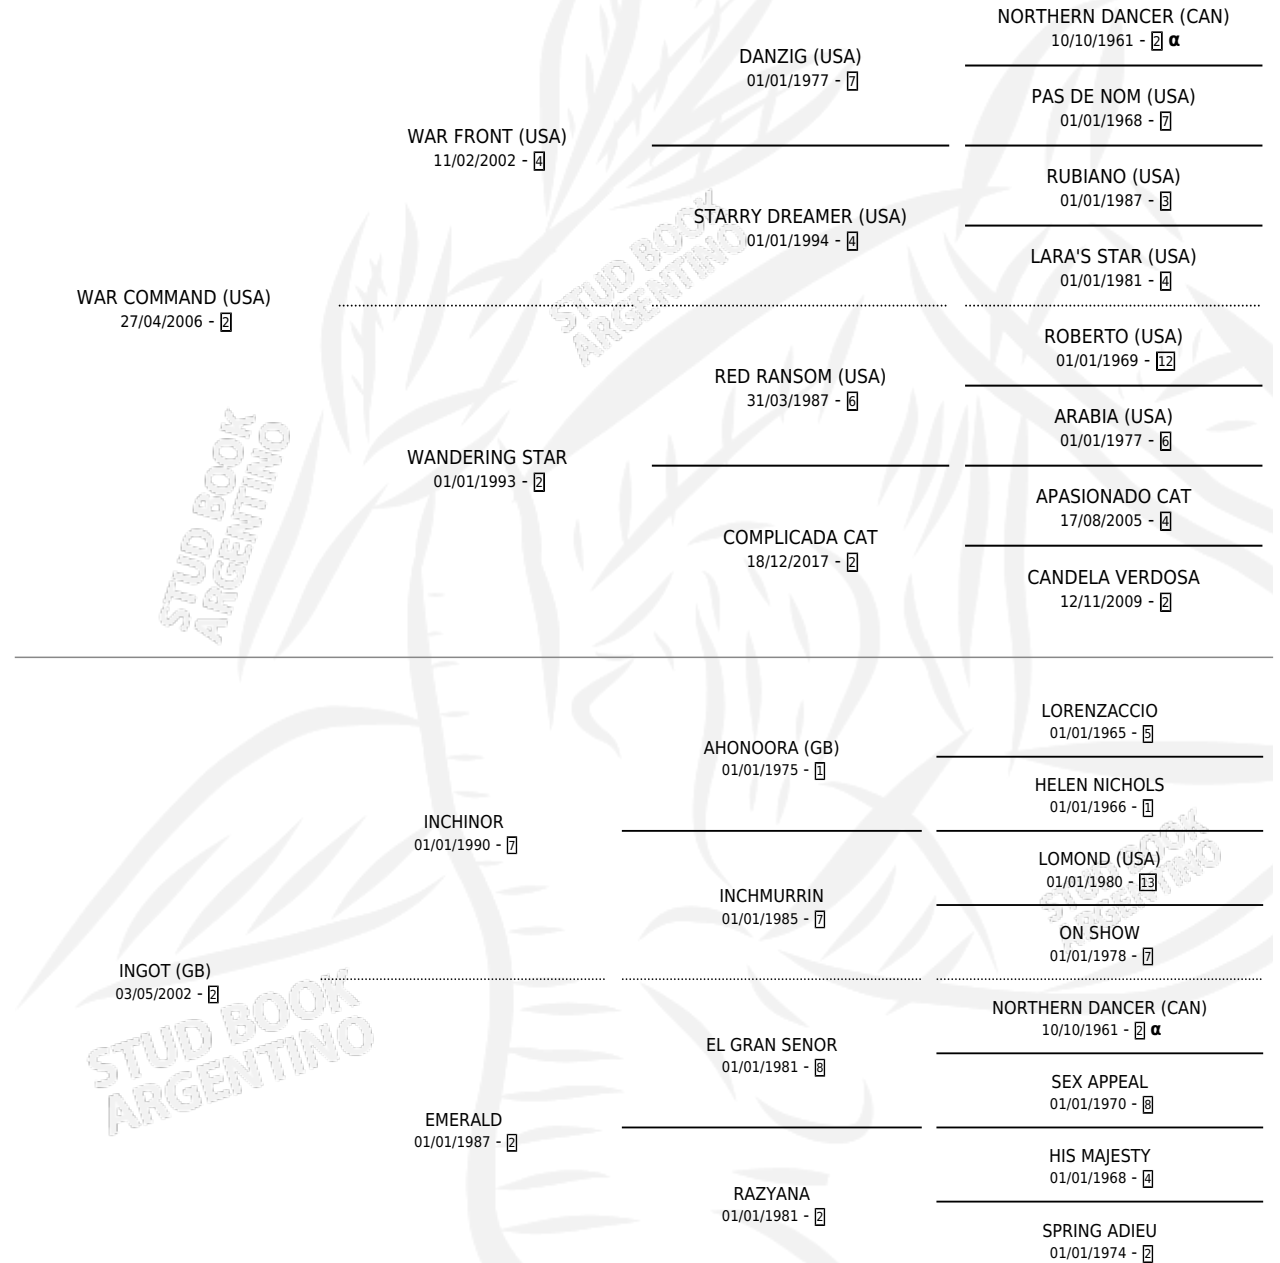 NORTHERN DANCER (CAN)
10/10/1961 - 2 α
DANZIG (USA)
01/01/1977 - 7
PAS DE NOM (USA)
01/01/1968 - 7
WAR FRONT (USA)
11/02/2002 - 4
RUBIANO (USA)
01/01/1987 - 3
STARRY DREAMER (USA)
01/01/1994 - 4
LARA'S STAR (USA)
01/01/1981 - 4
WAR COMMAND (USA)
27/04/2006 - 2
ROBERTO (USA)
01/01/1969 - 12
RED RANSOM (USA)
31/03/1987 - 6
ARABIA (USA)
01/01/1977 - 6
WANDERING STAR
01/01/1993 - 2
APASIONADO CAT
17/08/2005 - 4
COMPLICADA CAT
18/12/2017 - 2
CANDELA VERDOSA
12/11/2009 - 2
LORENZACCIO
01/01/1965 - 5
AHONOORA (GB)
01/01/1975 - 1
HELEN NICHOLS
01/01/1966 - 1
INCHINOR
01/01/1990 - 7
LOMOND (USA)
01/01/1980 - 13
INCHMURRIN
01/01/1985 - 7
ON SHOW
01/01/1978 - 7
INGOT (GB)
03/05/2002 - 2
NORTHERN DANCER (CAN)
10/10/1961 - 2 α
EL GRAN SENOR
01/01/1981 - 8
SEX APPEAL
01/01/1970 - 8
EMERALD
01/01/1987 - 2
HIS MAJESTY
01/01/1968 - 4
RAZYANA
01/01/1981 - 2
SPRING ADIEU
01/01/1974 - 2
STUD BOOK
ARGENTINO
STUD BOOK
ARGENTINO
STUD BOOK
ARGENTINO
STUD BOOK
ARGENTINO